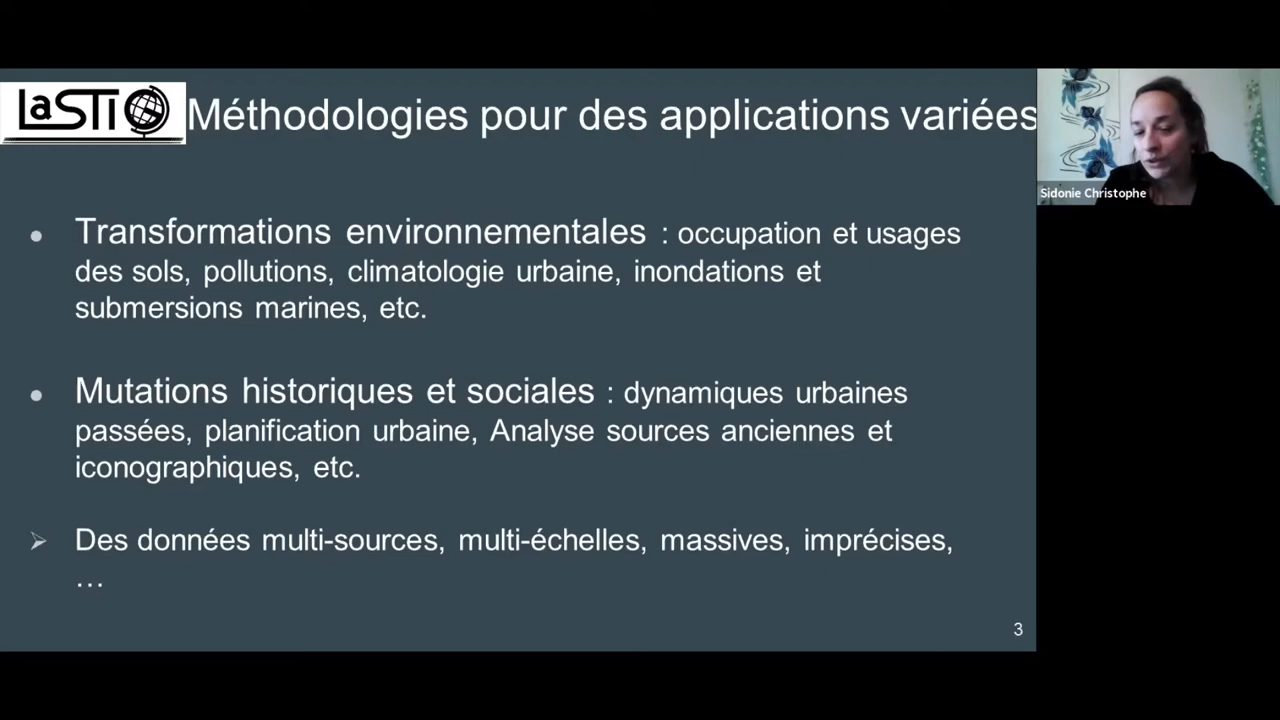 LaSTI
Méthodologies pour des applications variées
Sidonie Christophe
● Transformations environnementales : occupation et usages
des sols, pollutions, climatologie urbaine, inondations et
submersions marines, etc.
● Mutations historiques et sociales : dynamiques urbaines
passées, planification urbaine, Analyse sources anciennes et
iconographiques, etc.
➢ Des données multi-sources, multi-échelles, massives, imprécises,
…
3